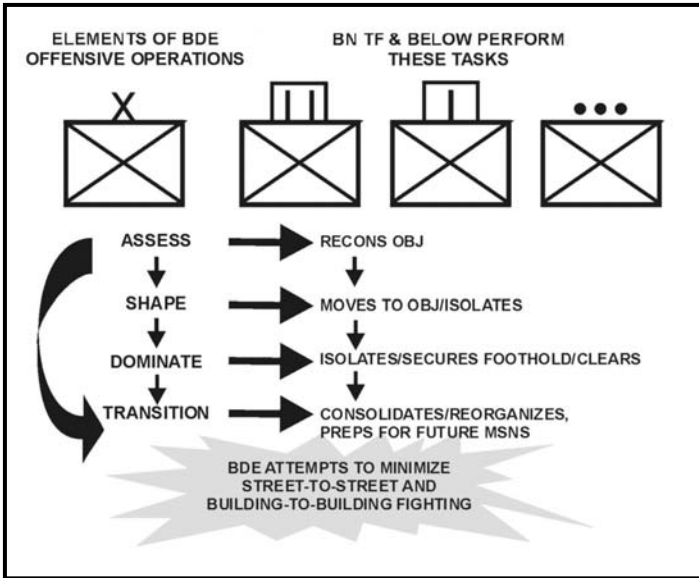 ELEMENTS OF BDE
OFFENSIVE OPERATIONS
BN TF & BELOW PERFORM
THESE TASKS
X
ASSESS
RECONS OBJ
SHAPE
MOVES TO OBJ/ISOLATES
DOMINATE
ISOLATES/SECURES FOOTHOLD/CLEARS
TRANSITION
CONSOLIDATES/REORGANIZES,
PREPS FOR FUTURE MSNS
BDE ATTEMPTS TO MINIMIZE
STREET-TO-STREET AND
BUILDING-TO-BUILDING FIGHTING